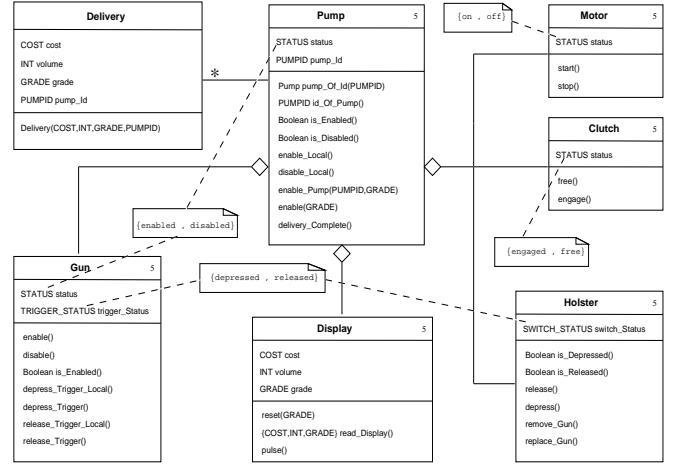 Delivery
COST cost
INT volume
GRADE grade
PUMPID pump_Id
Delivery(COST,INT,GRADE,PUMPID)
*
Pump 5
STATUS status
PUMPID pump_Id
Pump pump_Of_Id(PUMPID)
PUMPID id_Of_Pump()
Boolean is_Enabled()
Boolean is_Disabled()
enable_Local()
disable_Local()
enable_Pump(PUMPID,GRADE)
enable(GRADE)
delivery_Complete()
{on , off}
Motor 5
STATUS status
start()
stop()
Clutch 5
STATUS status
free()
engage()
{enabled , disabled}
{engaged , free}
Gun 5
STATUS status
TRIGGER_STATUS trigger_Status
enable()
disable()
Boolean is_Enabled()
depress_Trigger_Local()
depress_Trigger()
release_Trigger_Local()
release_Trigger()
{depressed , released}
Display 5
COST cost
INT volume
GRADE grade
reset(GRADE)
{COST,INT,GRADE} read_Display()
pulse()
Holster 5
SWITCH_STATUS switch_Status
Boolean is_Depressed()
Boolean is_Released()
release()
depress()
remove_Gun()
replace_Gun()